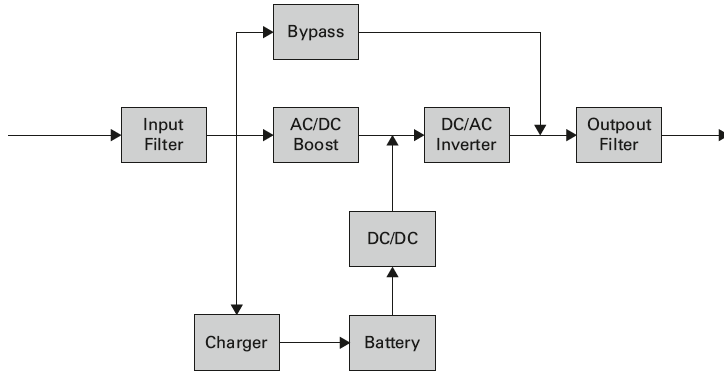 Bypass
Input
Filter
AC/DC
Boost
DC/AC
Inverter
Outpout
Filter
DC/DC
Charger
Battery